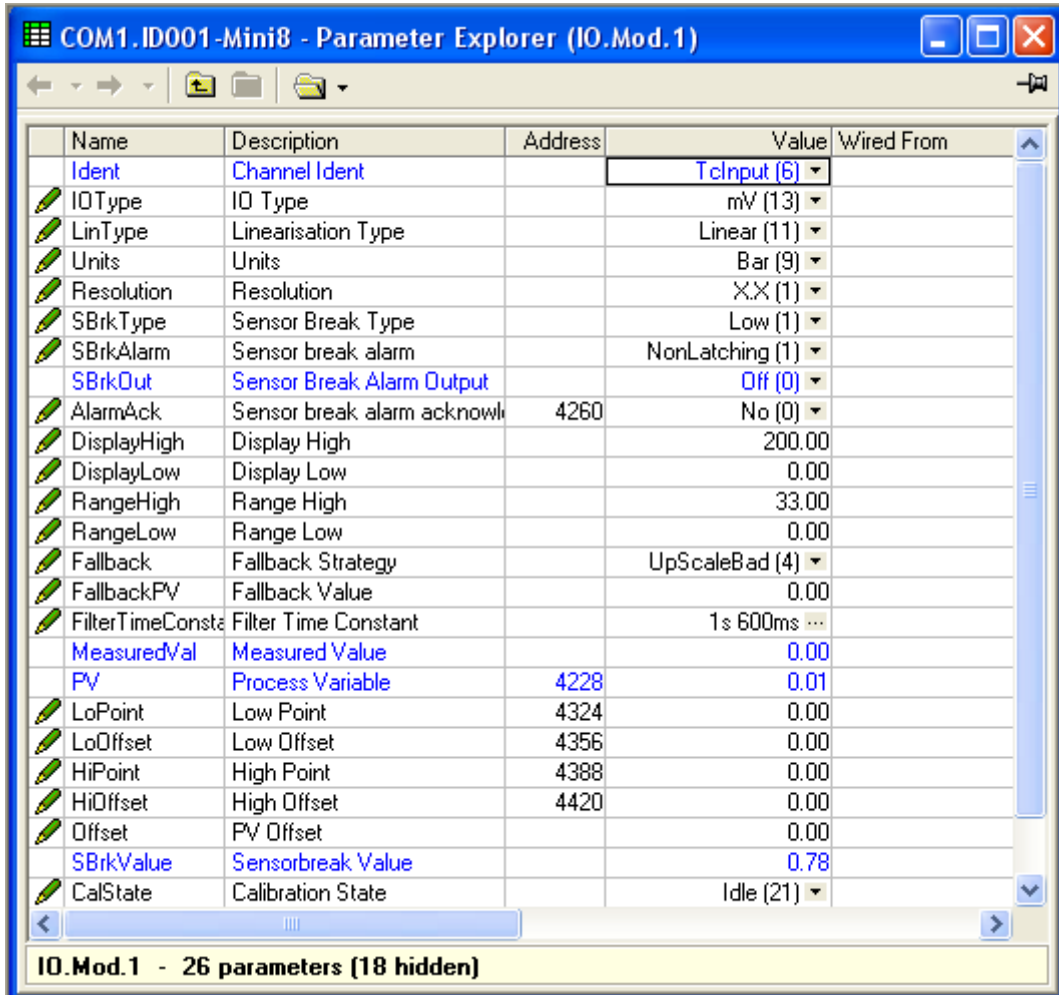 COM1.ID001-Mini8 - Parameter Explorer (IO.Mod.1)
Name Description Address Value Wired From
Ident Channel Ident TcInput (6)
IOType IO Type mV (13)
LinType Linearisation Type Linear (11)
Units Units Bar (9)
Resolution Resolution X.X (1)
SBrkType Sensor Break Type Low (1)
SBrkAlarm Sensor break alarm NonLatching (1)
SBrkOut Sensor Break Alarm Output Off (0)
AlarmAck Sensor break alarm acknowl 4260 No (0)
DisplayHigh Display High 200.00
DisplayLow Display Low 0.00
RangeHigh Range High 33.00
RangeLow Range Low 0.00
Fallback Fallback Strategy UpScaleBad (4)
FallbackPV Fallback Value 0.00
FilterTimeConsta Filter Time Constant 1s 600ms ...
MeasuredVal Measured Value 0.00
PV Process Variable 4228 0.01
LoPoint Low Point 4324 0.00
LoOffset Low Offset 4356 0.00
HiPoint High Point 4388 0.00
HiOffset High Offset 4420 0.00
Offset PV Offset 0.00
SBrkValue Sensorbreak Value 0.78
CalState Calibration State Idle (21)
IO.Mod.1 - 26 parameters (18 hidden)